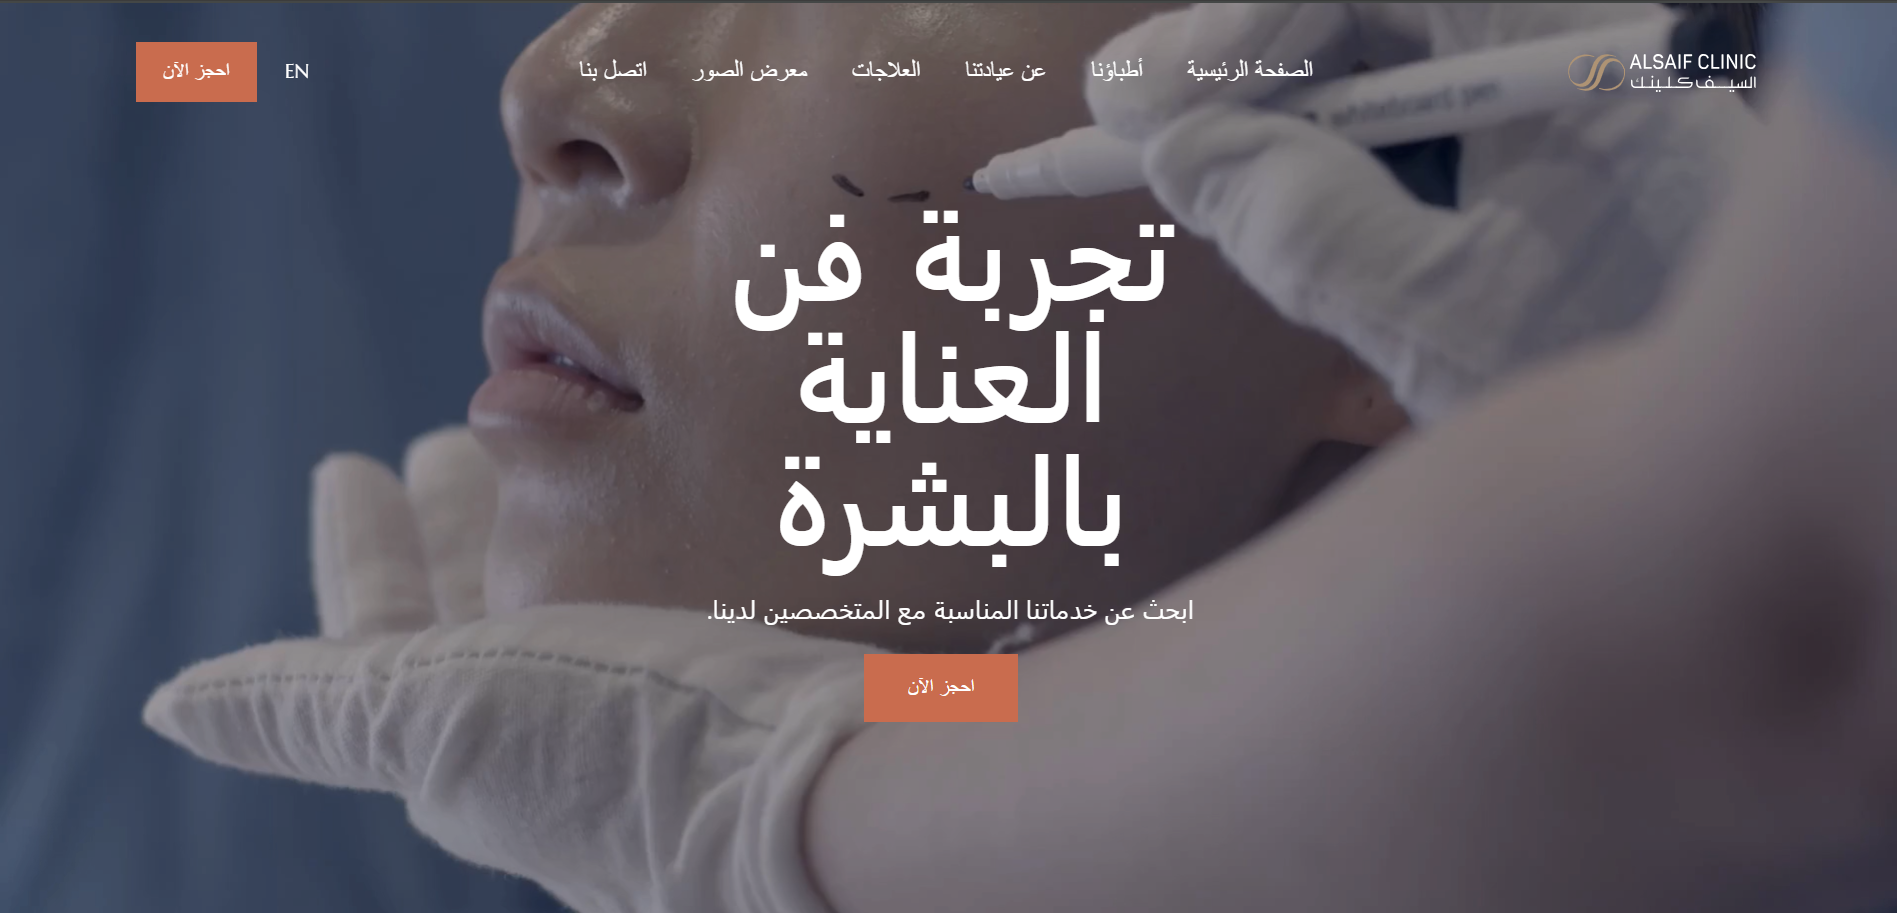 ALSAIF CLINIC
السيف كلينك
الصفحة الرئيسية
أطباؤنا
عن عيادتنا
العلاجات
معرض الصور
اتصل بنا
EN
احجز الآن
whiteboard pen
تجربة فن
العناية
بالبشرة
ابحث عن خدماتنا المناسبة مع المتخصصين لدينا.
احجز الآن